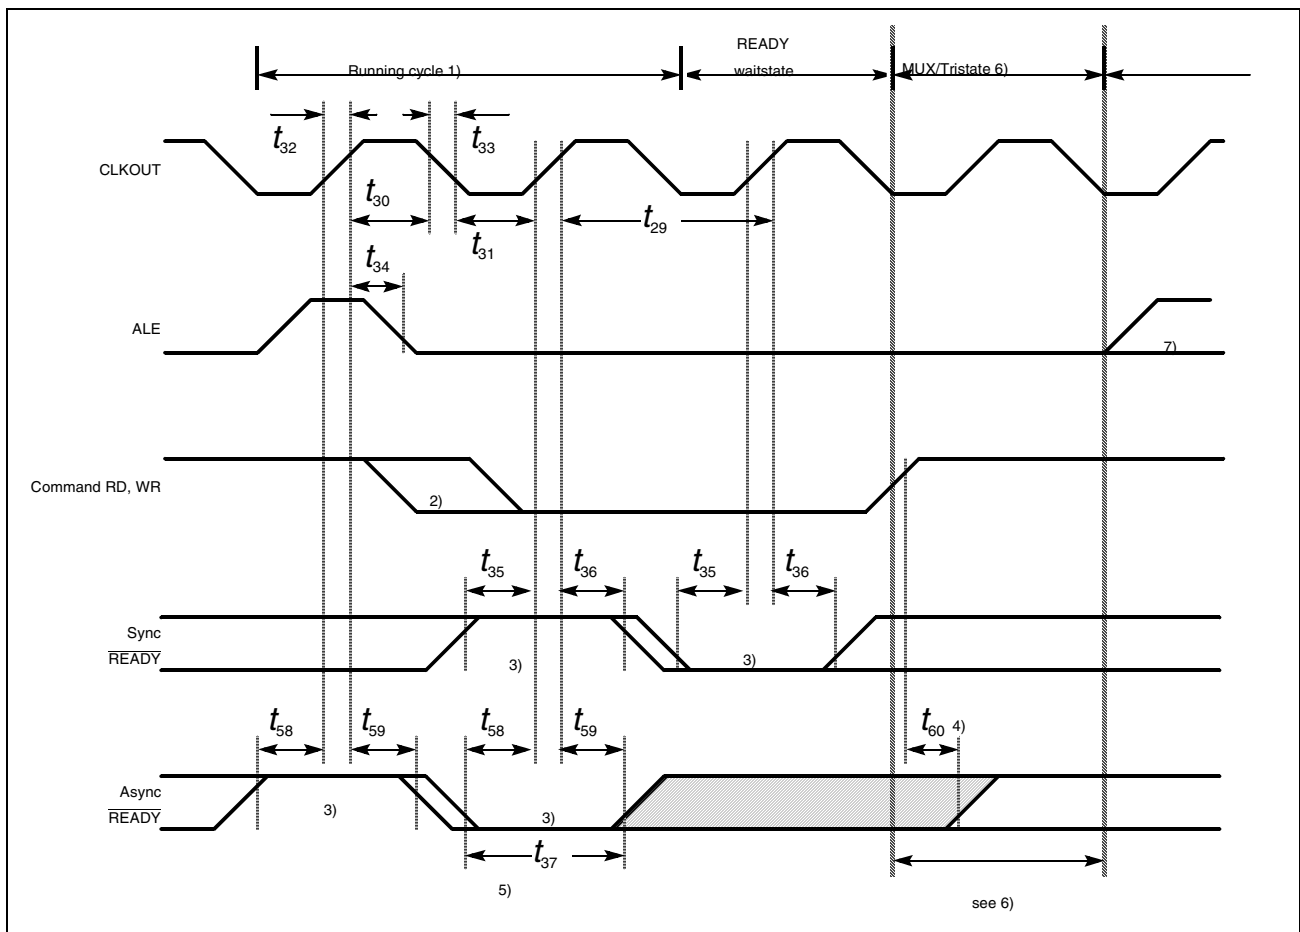 READY
Running cycle 1)
waitstate
MUX/Tristate 6)
t32
t33
CLKOUT
t30
t29
t31
t34
ALE
7)
Command RD, WR
2)
t35
t36
t35
t36
Sync
READY
3)
3)
t58
t59
t58
t59
t60 4)
Async
READY
3)
3)
t37
5)
see 6)